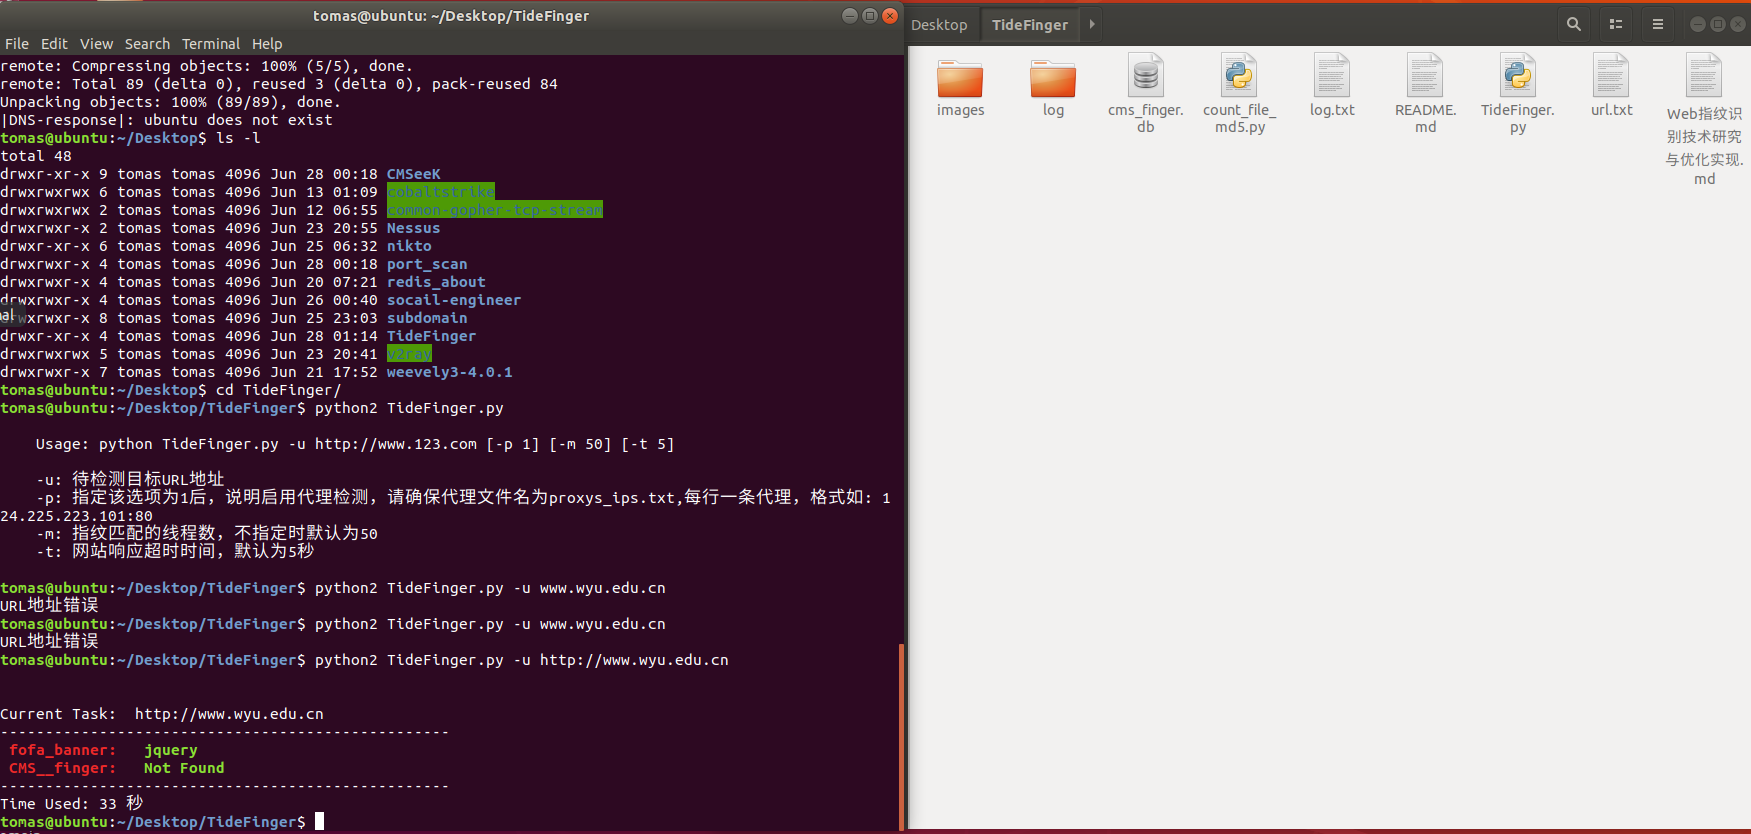 tomas@ubuntu: ~/Desktop/TideFinger
File Edit View Search Terminal Help
remote: Compressing objects: 100% (5/5), done.
remote: Total 89 (delta 0), reused 3 (delta 0), pack-reused 84
Unpacking objects: 100% (89/89), done.
|DNS-response|: ubuntu does not exist
tomas@ubuntu:~/Desktop$ ls -l
total 48
drwxr-xr-x 9 tomas tomas 4096 Jun 28 00:18 CMSeeK
drwxrwxrwx 6 tomas tomas 4096 Jun 13 01:09 cobaltstrike
drwxrwxrwx 2 tomas tomas 4096 Jun 12 06:55 common-gopher-tcp-stream
drwxrwxr-x 2 tomas tomas 4096 Jun 23 20:55 Nessus
drwxr-xr-x 6 tomas tomas 4096 Jun 25 06:32 nikto
drwxrwxr-x 4 tomas tomas 4096 Jun 28 00:18 port_scan
drwxrwxr-x 4 tomas tomas 4096 Jun 20 07:21 redis_about
drwxrwxr-x 4 tomas tomas 4096 Jun 26 00:40 socail-engineer
drwxrwxr-x 8 tomas tomas 4096 Jun 25 23:03 subdomain
drwxr-xr-x 4 tomas tomas 4096 Jun 28 01:14 TideFinger
drwxrwxrwx 5 tomas tomas 4096 Jun 23 20:41 v2ray
drwxrwxr-x 7 tomas tomas 4096 Jun 21 17:52 weevely3-4.0.1
tomas@ubuntu:~/Desktop$ cd TideFinger/
tomas@ubuntu:~/Desktop/TideFinger$ python2 TideFinger.py
Usage: python TideFinger.py -u http://www.123.com [-p 1] [-m 50] [-t 5]
-u: 待检测目标URL地址
-p: 指定该选项为1后，说明启用代理检测，请确保代理文件名为proxys_ips.txt,每行一条代理，格式如: 1
24.225.223.101:80
-m: 指纹匹配的线程数，不指定时默认为50
-t: 网站响应超时时间，默认为5秒
tomas@ubuntu:~/Desktop/TideFinger$ python2 TideFinger.py -u www.wyu.edu.cn
URL地址错误
tomas@ubuntu:~/Desktop/TideFinger$ python2 TideFinger.py -u www.wyu.edu.cn
URL地址错误
tomas@ubuntu:~/Desktop/TideFinger$ python2 TideFinger.py -u http://www.wyu.edu.cn
Current Task: http://www.wyu.edu.cn
--------------------------------------------------
fofa_banner: jquery
CMS__finger: Not Found
--------------------------------------------------
Time Used: 33 秒
tomas@ubuntu:~/Desktop/TideFinger$
Desktop TideFinger
images
log
cms_finger.
db
count_file_
md5.py
log.txt
README.
md
TideFinger.
py
url.txt
Web指纹识
别技术研究
与优化实现.
md